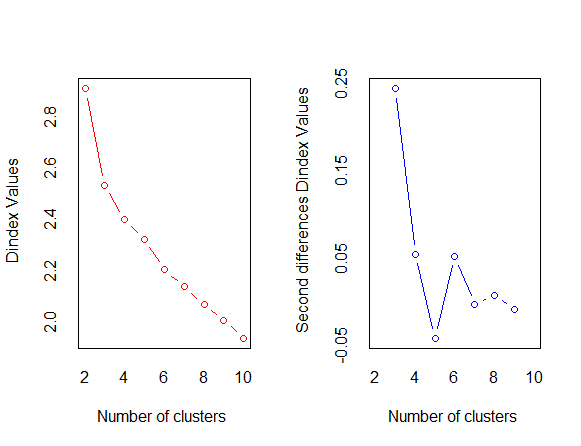 Dindex Values
2.0 2.2 2.4 2.6 2.8
2 4 6 8 10
Number of clusters
Second differences Dindex Values
-0.05 0.05 0.15 0.25
2 4 6 8 10
Number of clusters